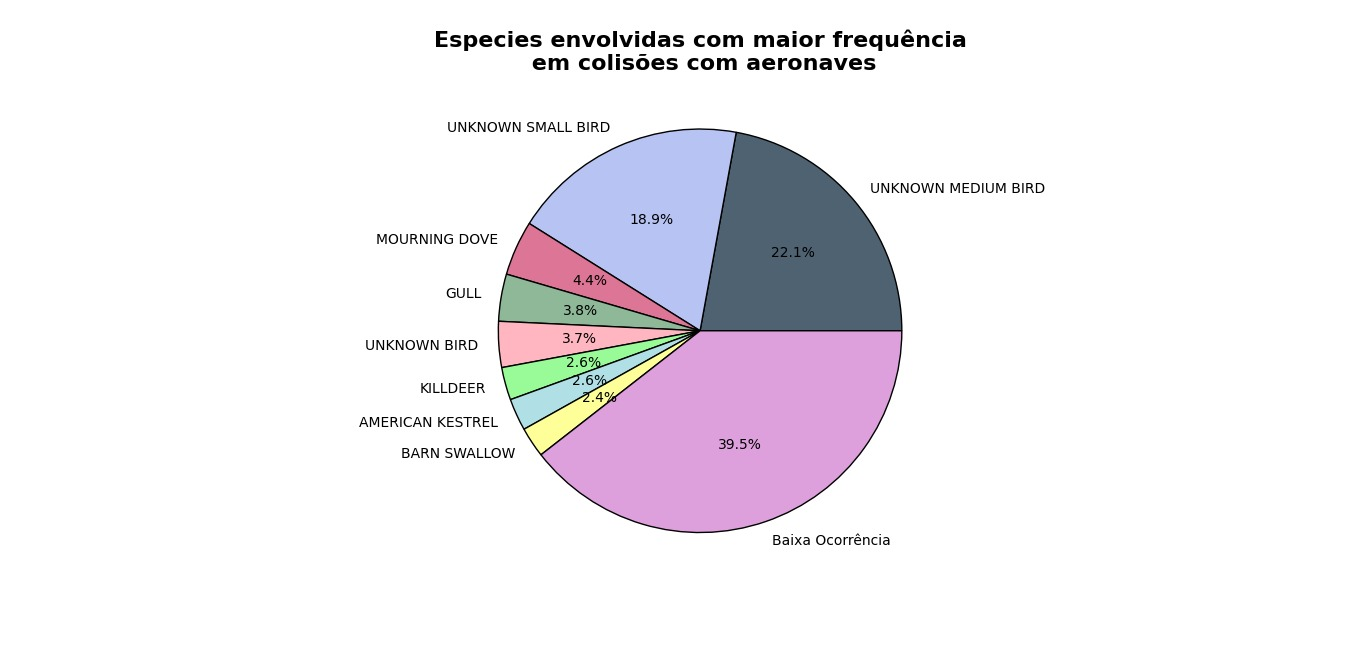 Especies envolvidas com maior frequência
em colisões com aeronaves
UNKNOWN SMALL BIRD
UNKNOWN MEDIUM BIRD
18.9%
22.1%
MOURNING DOVE
4.4%
GULL
3.8%
UNKNOWN BIRD
3.7%
KILLDEER
2.6%
AMERICAN KESTREL
2.6%
BARN SWALLOW
2.4%
39.5%
Baixa Ocorrência